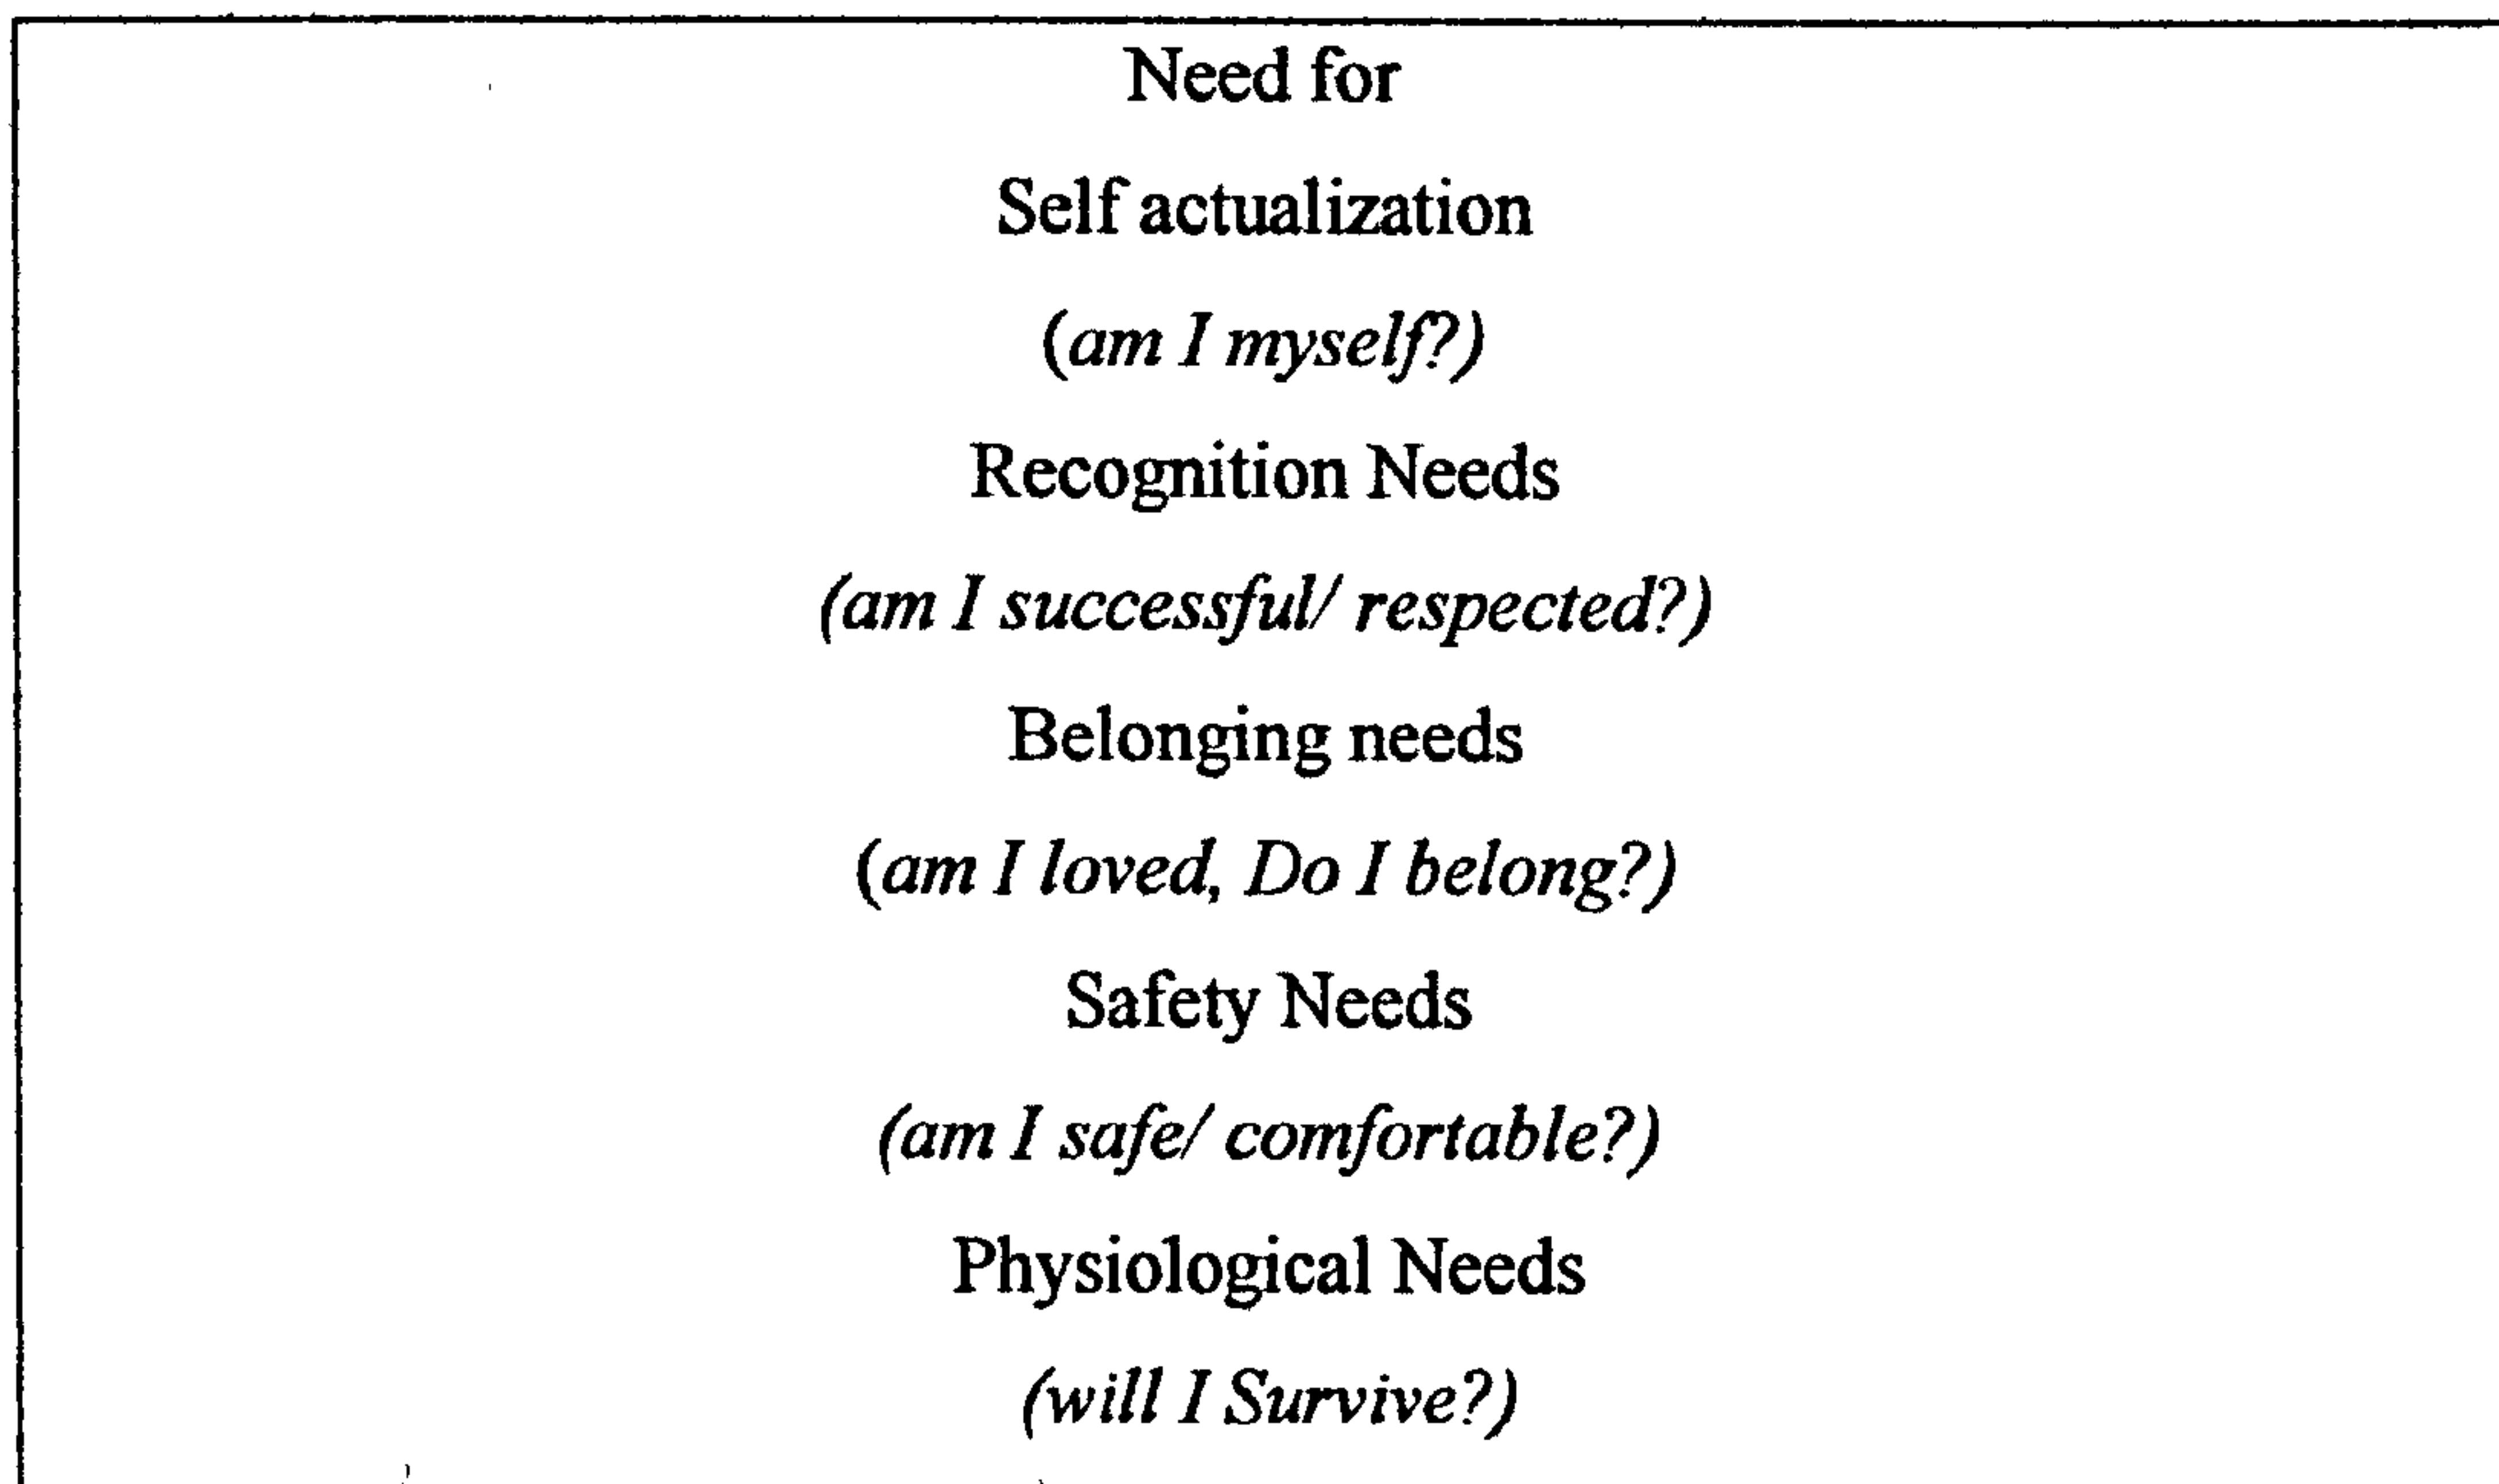 Need for
Self actualization
(am I myself?)
Recognition Needs
(am I successful/ respected?)
Belonging needs
(am I loved, Do I belong?)
Safety Needs
(am I safe/ comfortable?)
Physiological Needs
(will I Survive?)